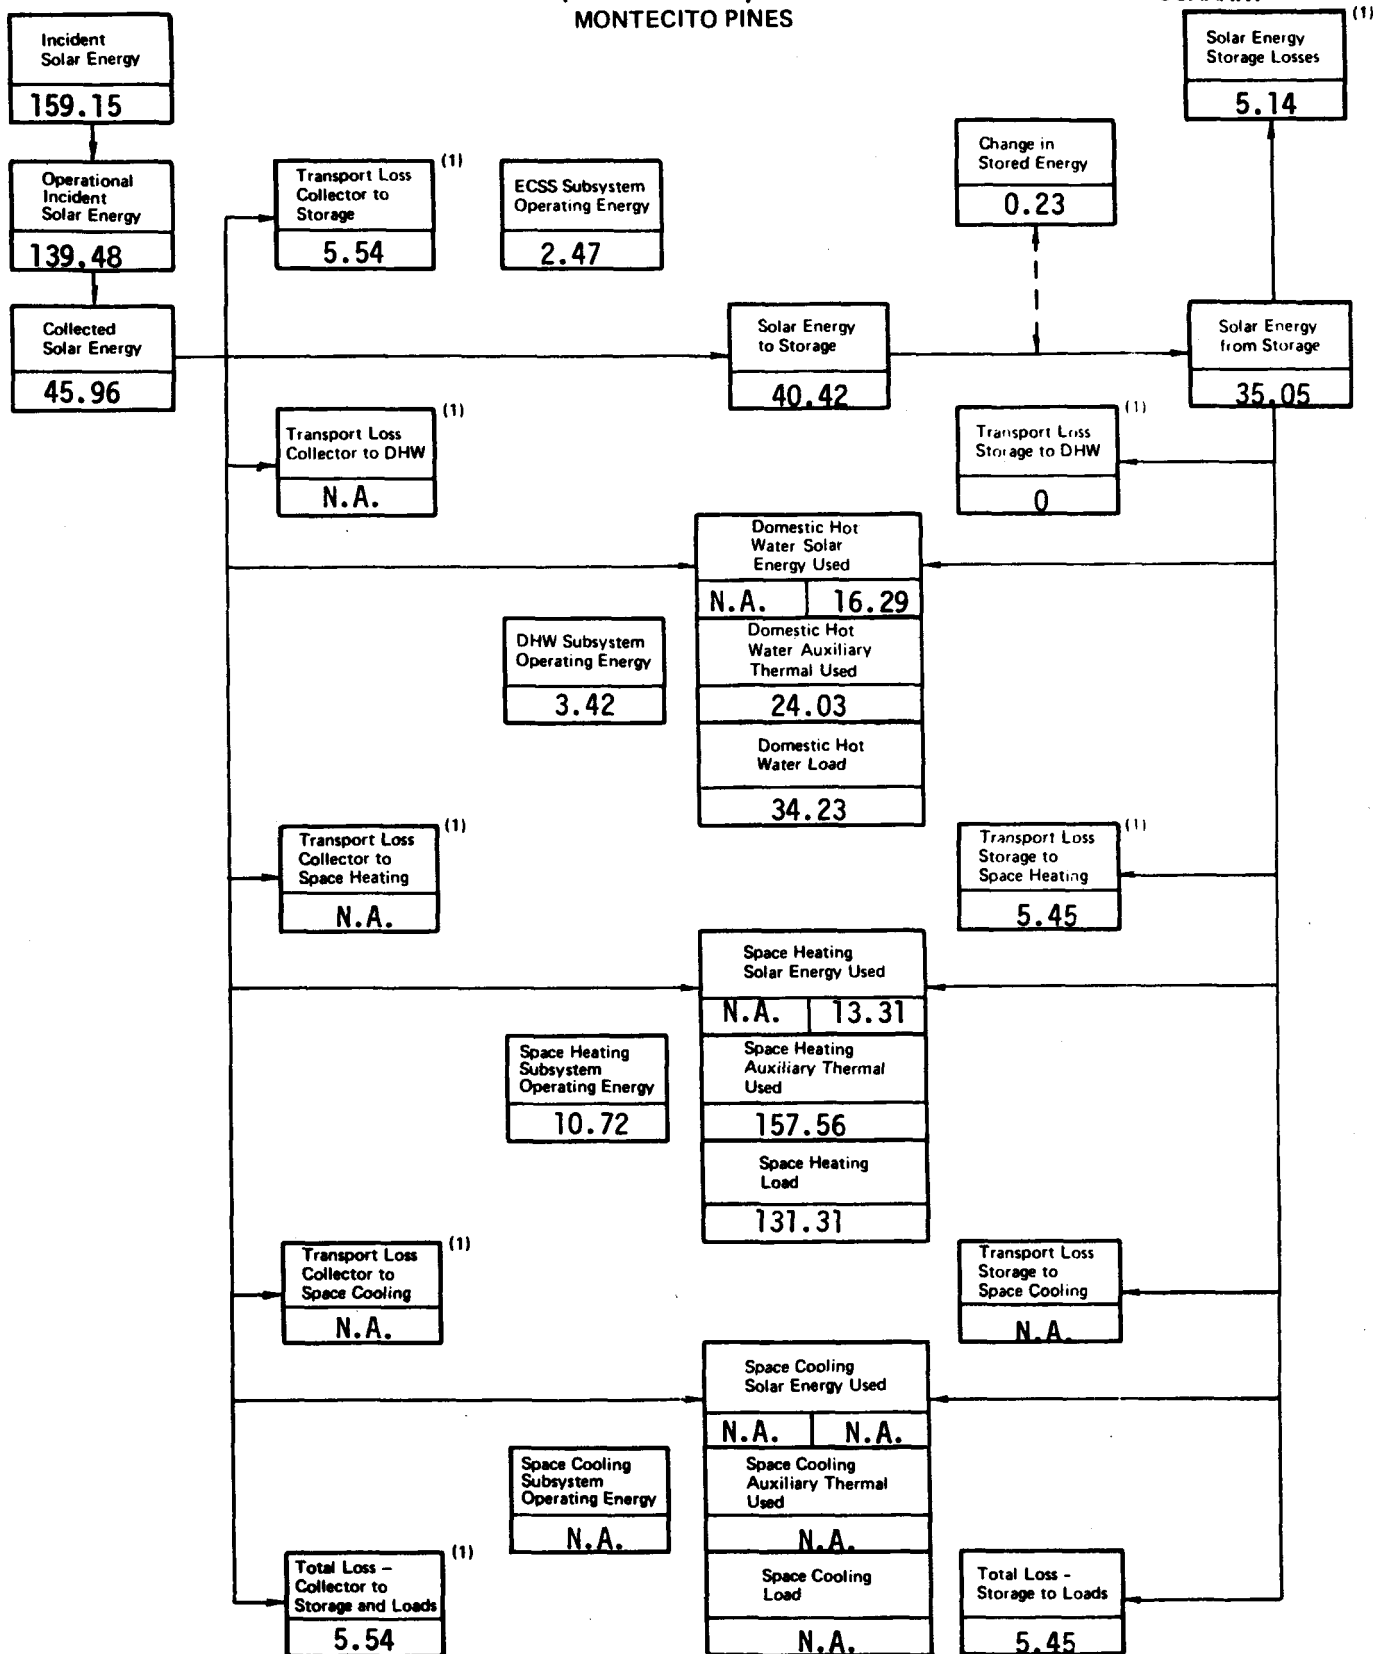 MONTECITO PINES
Incident
Solar Energy
159.15
(1)
Solar Energy
Storage Losses
5.14
Change in
Stored Energy
0.23
Operational
Incident
Solar Energy
139.48
(1)
Transport Loss
Collector to
Storage
5.54
ECSS Subsystem
Operating Energy
2.47
Collected
Solar Energy
45.96
Solar Energy
to Storage
40.42
Solar Energy
from Storage
35.05
(1)
Transport Loss
Collector to DHW
N.A.
(1)
Transport Loss
Storage to DHW
0
Domestic Hot
Water Solar
Energy Used
N.A. 16.29
DHW Subsystem
Operating Energy
3.42
Domestic Hot
Water Auxiliary
Thermal Used
24.03
Domestic Hot
Water Load
34.23
(1)
Transport Loss
Collector to
Space Heating
N.A.
(1)
Transport Loss
Storage to
Space Heating
5.45
Space Heating
Solar Energy Used
N.A. 13.31
Space Heating
Subsystem
Operating Energy
10.72
Space Heating
Auxiliary Thermal
Used
157.56
Space Heating
Load
131.31
(1)
Transport Loss
Collector to
Space Cooling
N.A.
Transport Loss
Storage to
Space Cooling
N.A.
Space Cooling
Solar Energy Used
N.A. N.A.
Space Cooling
Subsystem
Operating Energy
N.A.
Space Cooling
Auxiliary Thermal
Used
N.A.
Space Cooling
Load
N.A.
(1)
Total Loss –
Collector to
Storage and Loads
5.54
Total Loss -
Storage to Loads
5.45